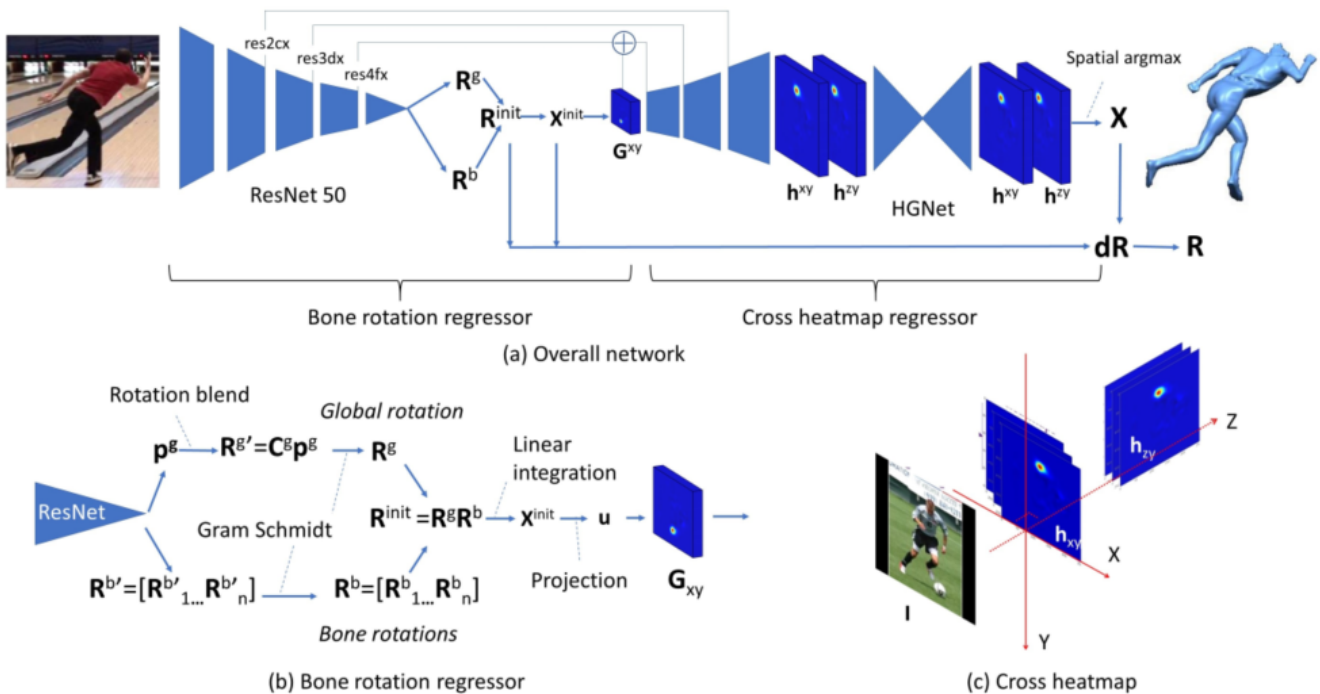 res2cx
res3dx
res4fx
R^g
R^init
X^init
R^b
G^xy
ResNet 50
h^xy
h^zy
HGNet
h^xy
h^zy
Spatial argmax
X
dR
R
Bone rotation regressor
Cross heatmap regressor
(a) Overall network
Rotation blend
Global rotation
p^g
R^g'=C^g p^g
R^g
Linear
integration
ResNet
Gram Schmidt
R^init=R^g R^b
X^init
u
Projection
G_xy
R^b'=[R^b'_1... R^b'_n]
R^b=[R^b_1... R^b_n]
Bone rotations
(b) Bone rotation regressor
Z
h_zy
h_xy
X
I
Y
(c) Cross heatmap